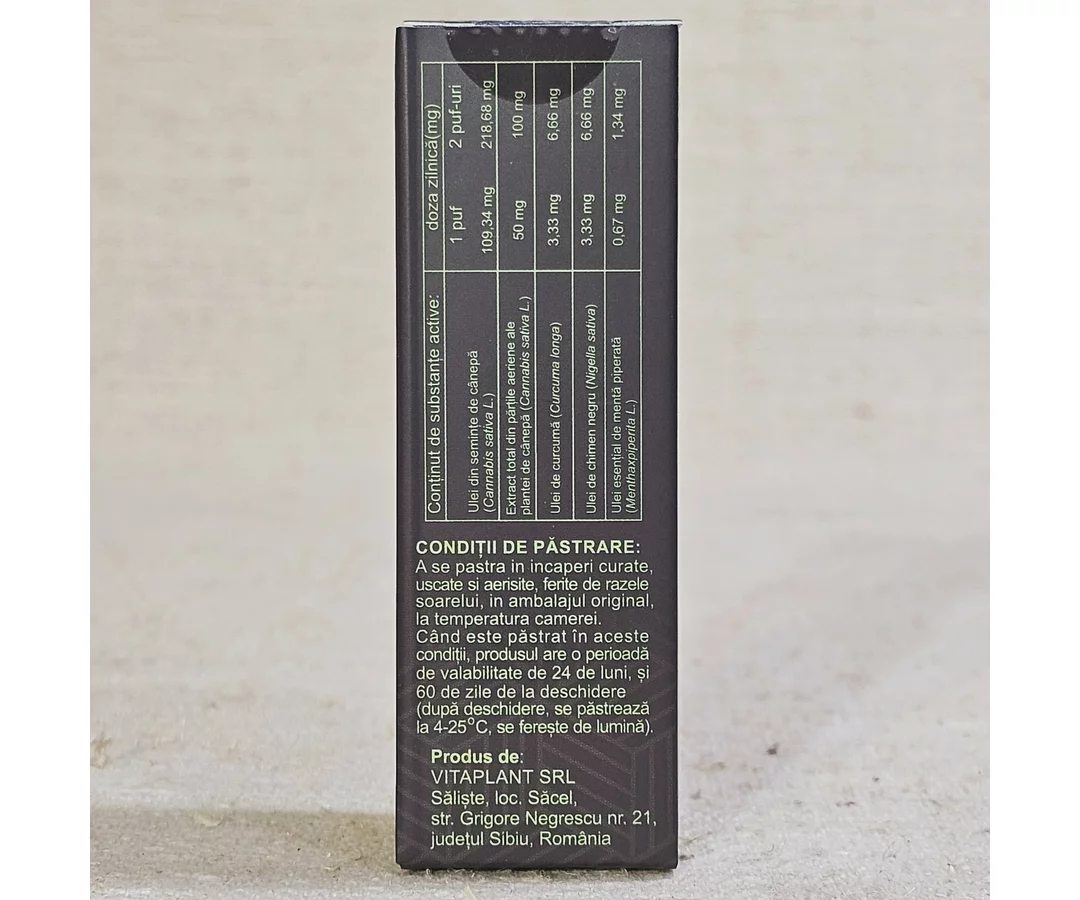 Conținut de substanțe active: doza zilnică(mg)
1 puf 2 puf-uri
Ulei din semințe de cânepă
(Cannabis sativa L.) 109,34 mg 218,68 mg
Extract total din părțile aeriene ale
plantei de cânepă (Cannabis sativa L.) 50 mg 100 mg
Ulei de curcumă (Curcuma longa) 3,33 mg 6,66 mg
Ulei de chimen negru (Nigella sativa) 3,33 mg 6,66 mg
Ulei esențial de mentă piperată
(Menthaxpiperita L.) 0,67 mg 1,34 mg
CONDIȚII DE PĂSTRARE:
A se pastra in incaperi curate,
uscate si aerisite, ferite de razele
soarelui, in ambalajul original,
la temperatura camerei.
Când este păstrat în aceste
condiții, produsul are o perioadă
de valabilitate de 24 de luni, și
60 de zile de la deschidere
(după deschidere, se păstrează
la 4-25°C, se ferește de lumină).
Produs de:
VITAPLANT SRL
Săliște, loc. Săcel,
str. Grigore Negrescu nr. 21,
județul Sibiu, România